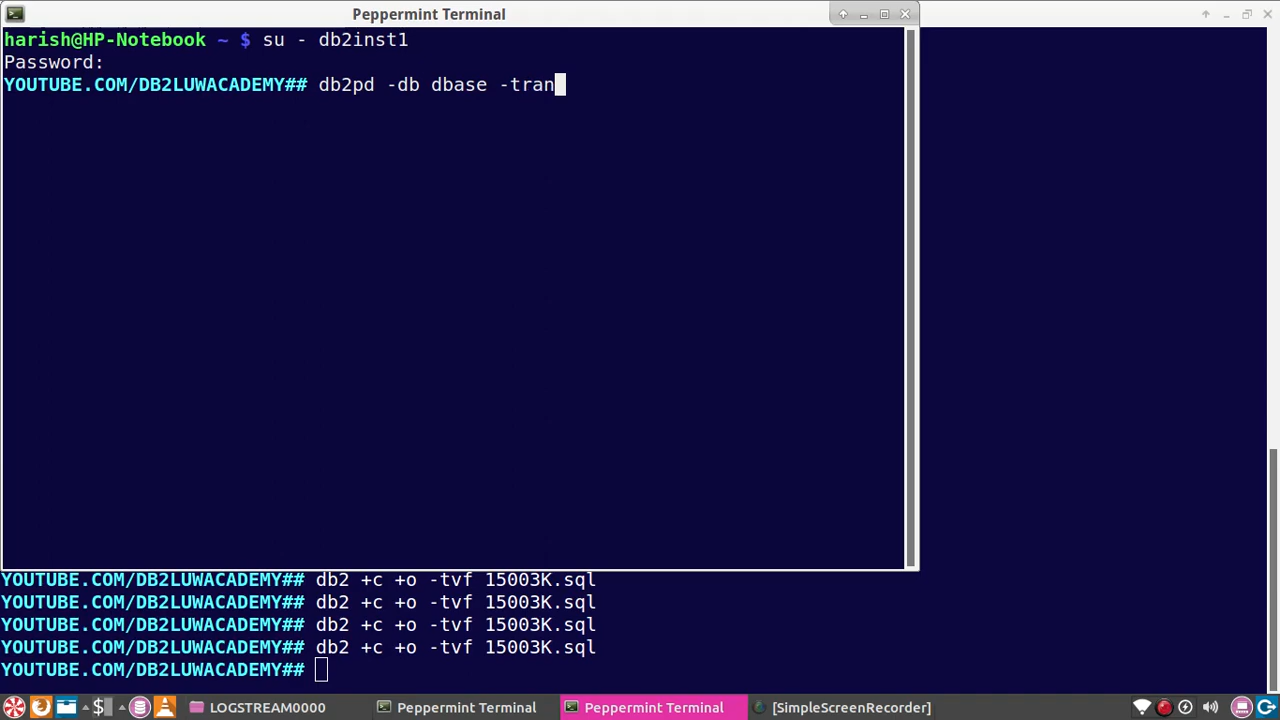 Peppermint Terminal
harish@HP-Notebook ~ $ su - db2inst1
Password:
YOUTUBE.COM/DB2LUWACADEMY## db2pd -db dbase -tran
YOUTUBE.COM/DB2LUWACADEMY## db2 +c +o -tvf 15003K.sql
YOUTUBE.COM/DB2LUWACADEMY## db2 +c +o -tvf 15003K.sql
YOUTUBE.COM/DB2LUWACADEMY## db2 +c +o -tvf 15003K.sql
YOUTUBE.COM/DB2LUWACADEMY## db2 +c +o -tvf 15003K.sql
YOUTUBE.COM/DB2LUWACADEMY##
LOGSTREAM0000 Peppermint Terminal Peppermint Terminal [SimpleScreenRecorder]